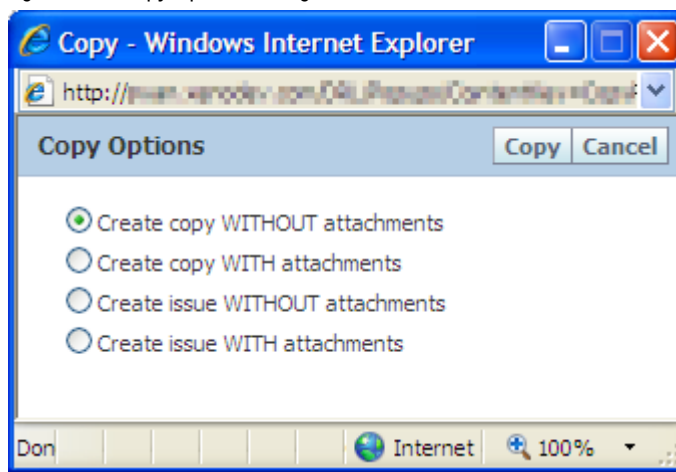 Copy - Windows Internet Explorer
http://
Copy Options
Copy Cancel
Create copy WITHOUT attachments
Create copy WITH attachments
Create issue WITHOUT attachments
Create issue WITH attachments
Don Internet 100%